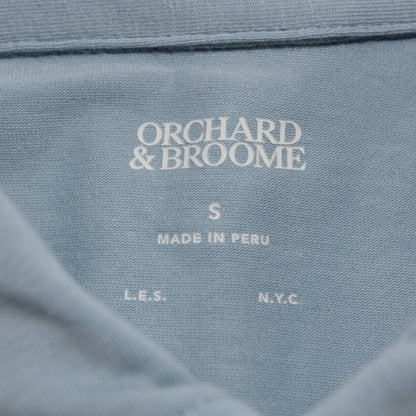 ORCHARD
& BROOME
S
MADE IN PERU
L.E.S. N.Y.C